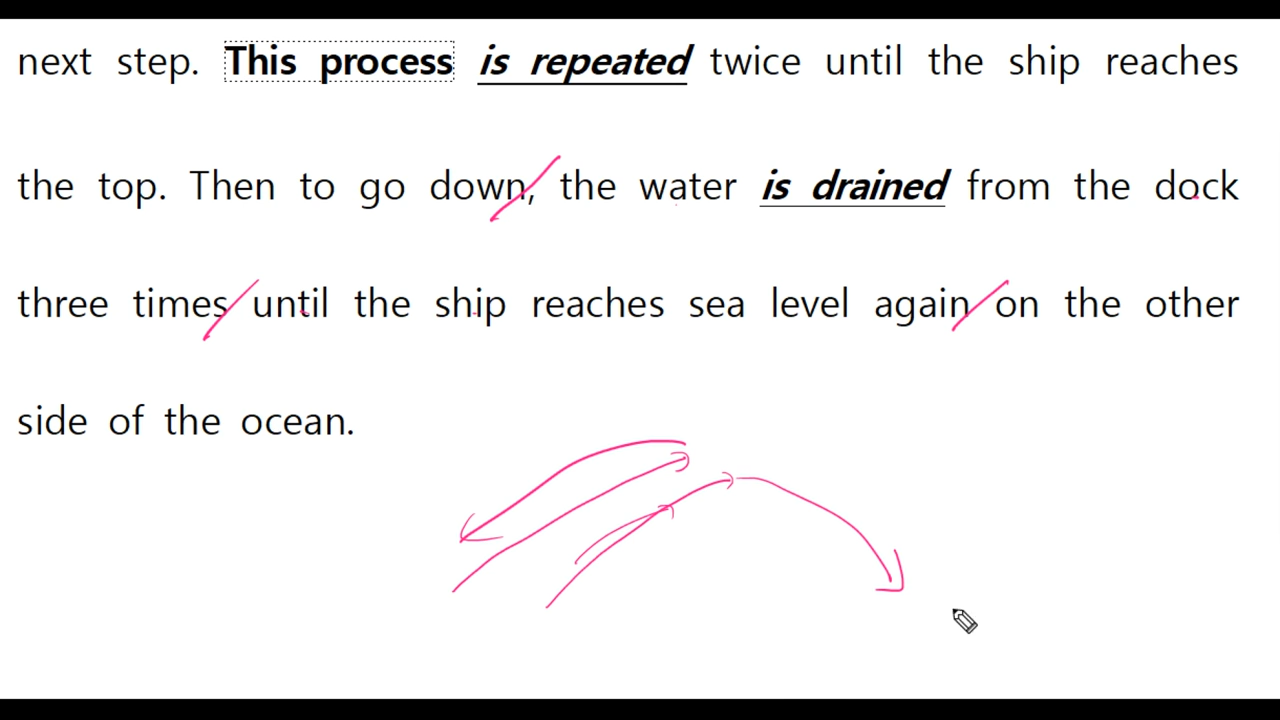 next step. This process is repeated twice until the ship reaches
the top. Then to go down, the water is drained from the dock
three times until the ship reaches sea level again on the other
side of the ocean.